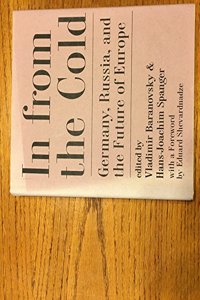 In from
the Cold
Germany, Russia, and
the Future of Europe
edited by
Vladimir Baranovsky &
Hans-Joachim Spanger
with a Foreword
by Eduard Shevardnadze